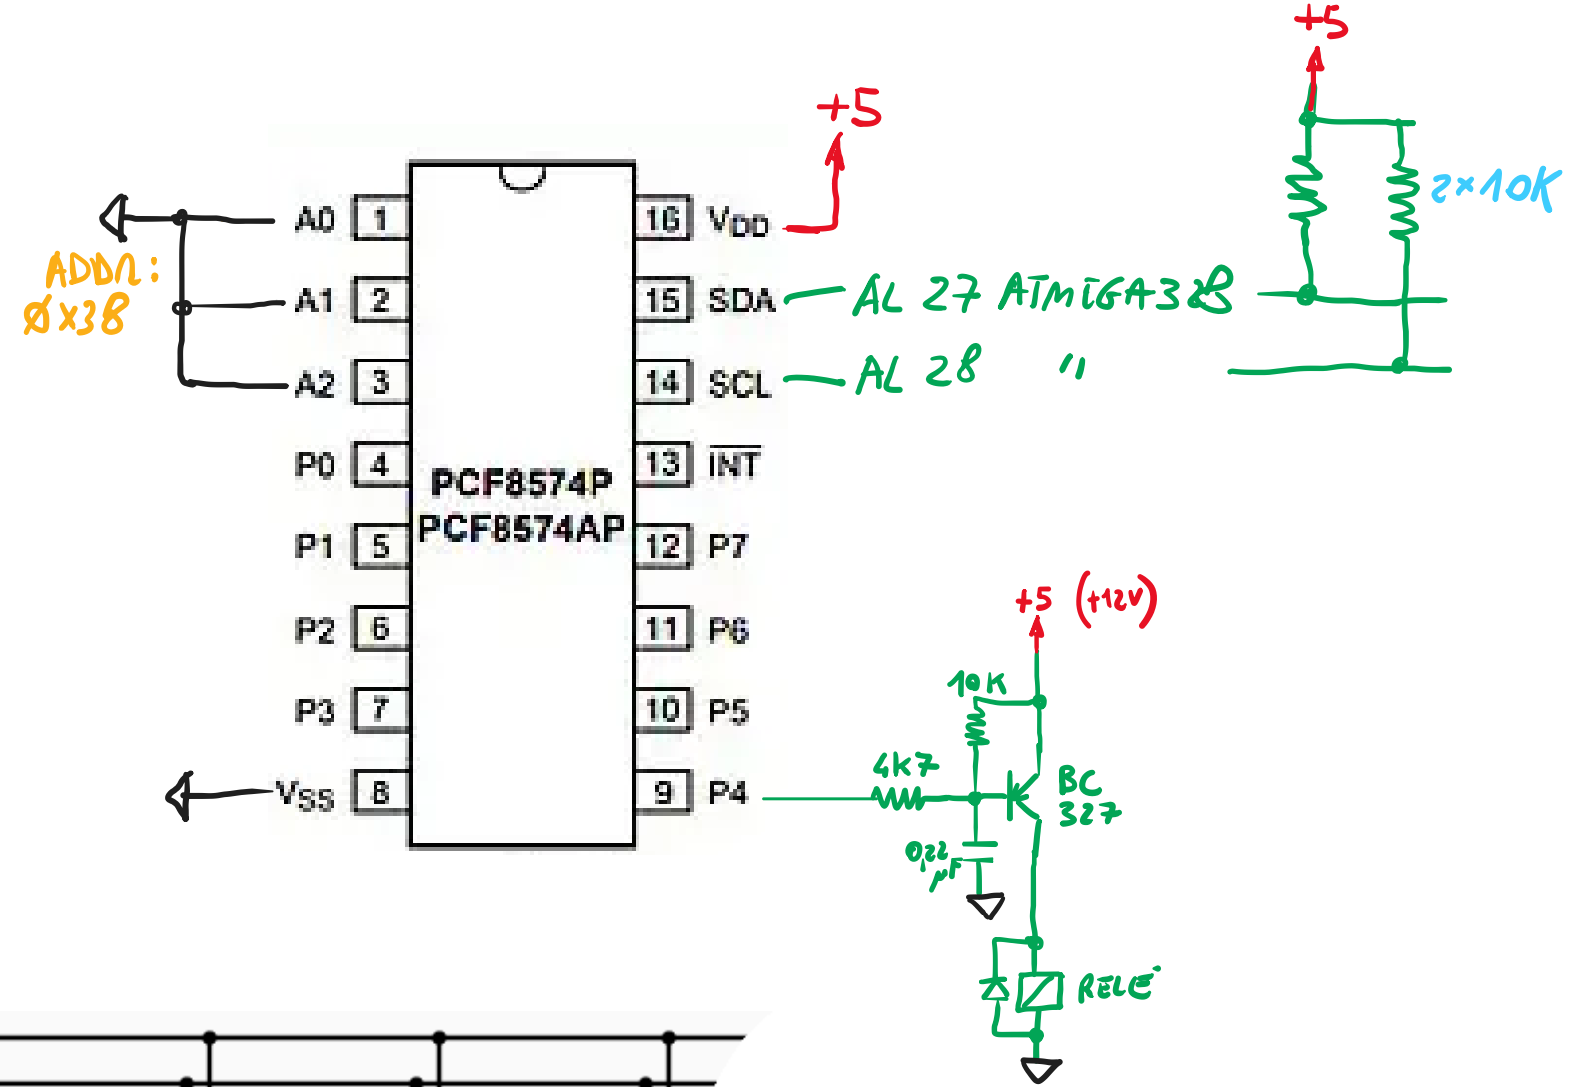 +5
+5
A0 1 16 VDD
2×10K
ADDR:
0x38
A1 2 15 SDA AL 27 ATMEGA328
A2 3 14 SCL AL 28 "
P0 4 13 INT
PCF8574P
PCF8574AP
P1 5 12 P7
P2 6 11 P6
+5 (+12V)
P3 7 10 P5
10K
VSS 8 9 P4
4K7
BC
327
0,22
µF
RELE'